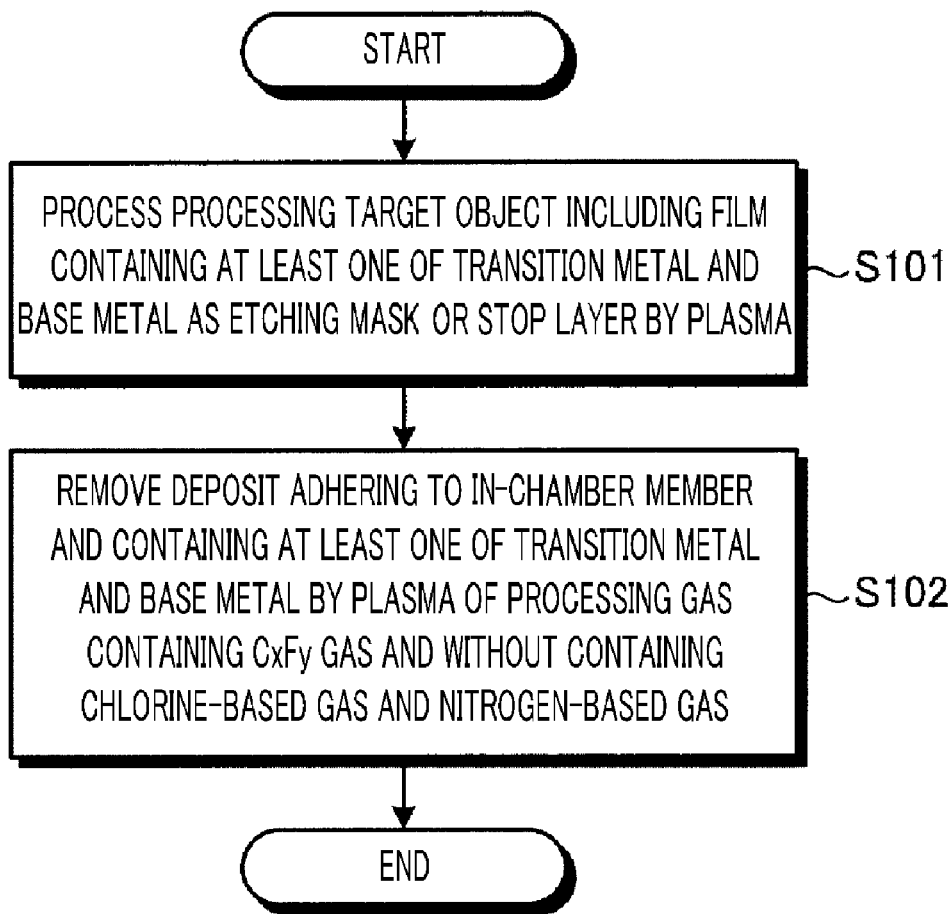 START
PROCESS PROCESSING TARGET OBJECT INCLUDING FILM
CONTAINING AT LEAST ONE OF TRANSITION METAL AND
BASE METAL AS ETCHING MASK OR STOP LAYER BY PLASMA
S101
REMOVE DEPOSIT ADHERING TO IN-CHAMBER MEMBER
AND CONTAINING AT LEAST ONE OF TRANSITION METAL
AND BASE METAL BY PLASMA OF PROCESSING GAS
CONTAINING CxFy GAS AND WITHOUT CONTAINING
CHLORINE-BASED GAS AND NITROGEN-BASED GAS
S102
END